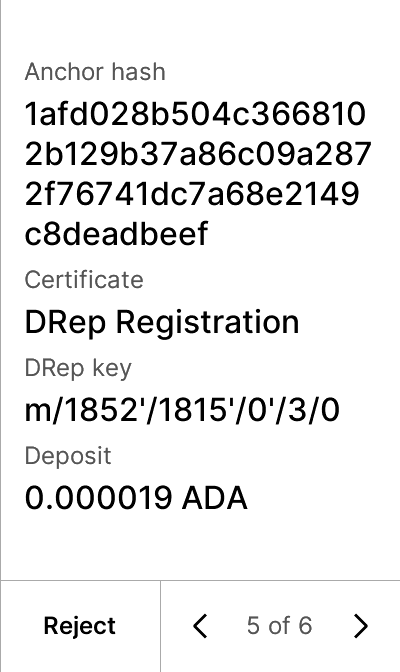 Anchor hash
1afd028b504c366810
2b129b37a86c09a287
2f76741dc7a68e2149
c8deadbeef
Certificate
DRep Registration
DRep key
m/1852'/1815'/0'/3/0
Deposit
0.000019 ADA
Reject
5 of 6